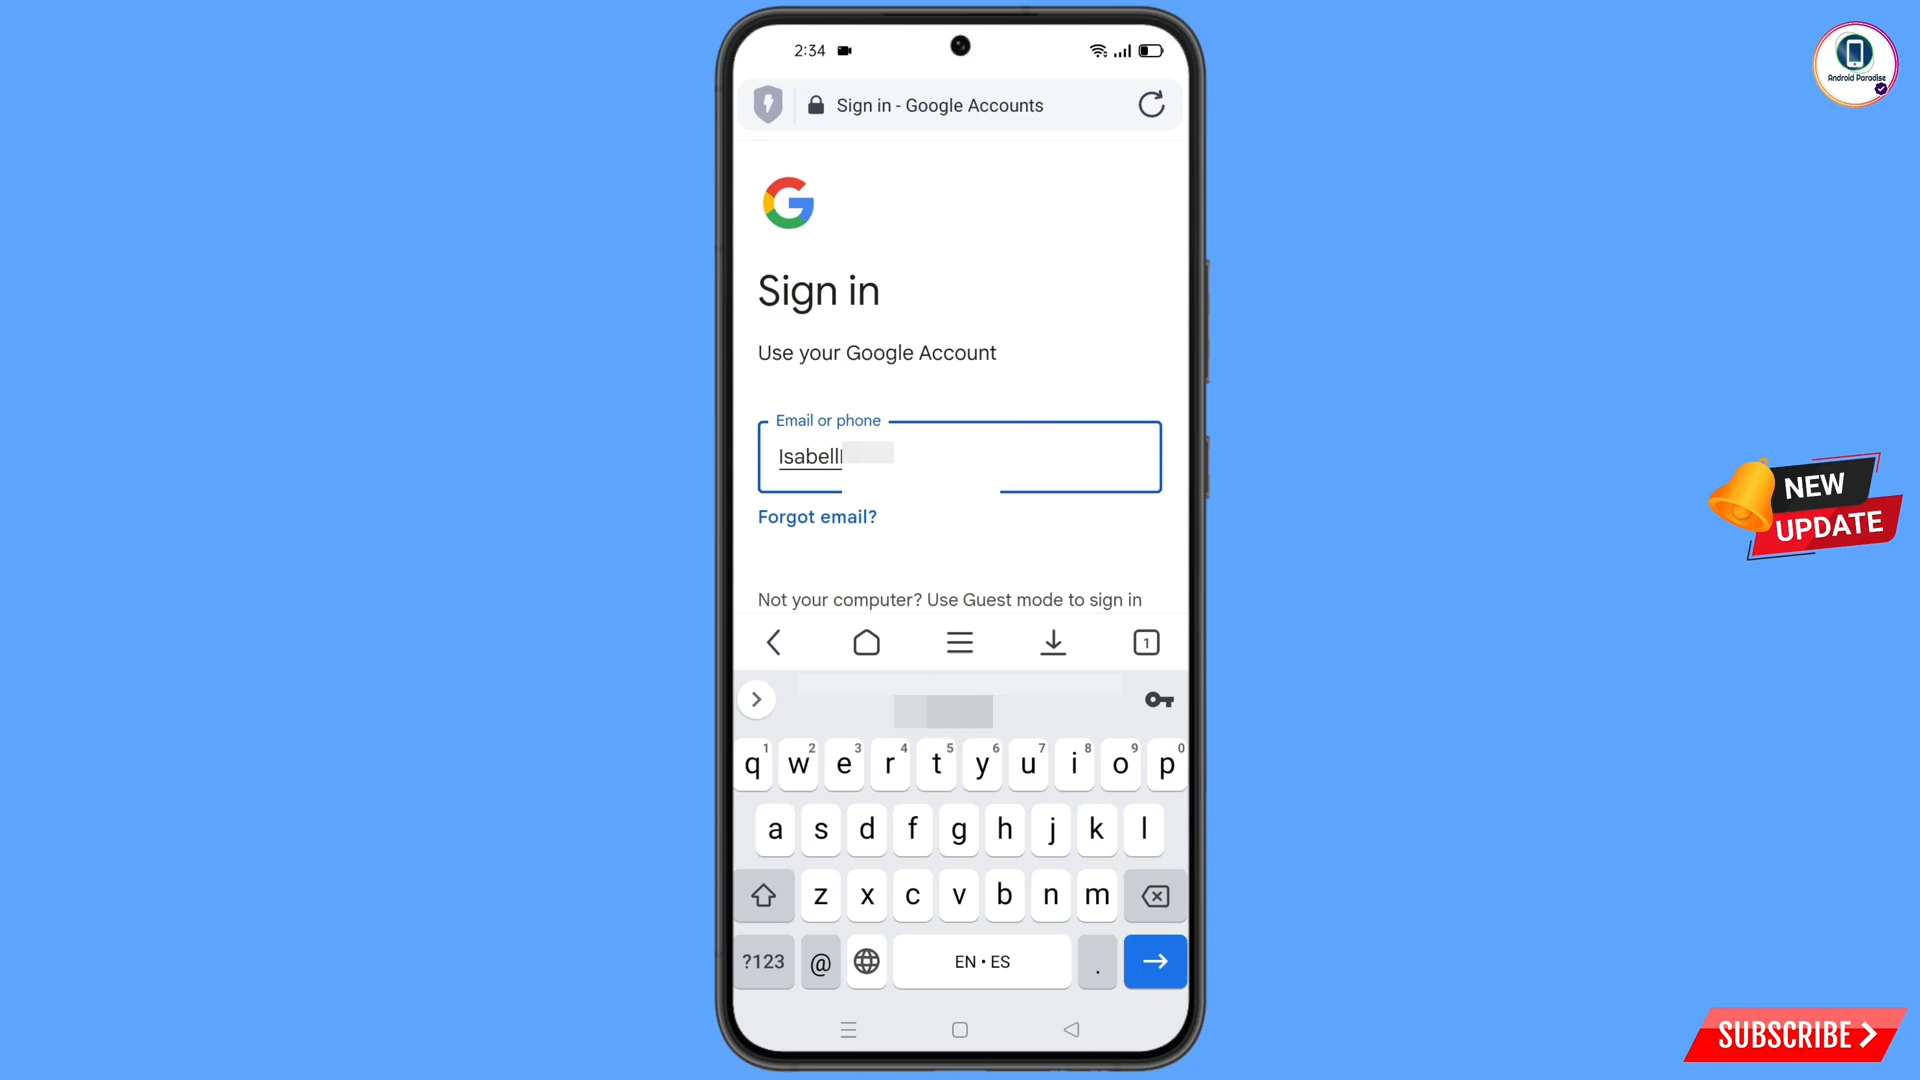 2:34
Android Paradise
Sign in - Google Accounts
Sign in
Use your Google Account
Email or phone
Isabell
Forgot email?
NEW
UPDATE
Not your computer? Use Guest mode to sign in
1
1 2 3 4 5 6 7 8 9 0
q w e r t y u i o p
a s d f g h j k l
z x c v b n m
?123 @ EN • ES .
SUBSCRIBE